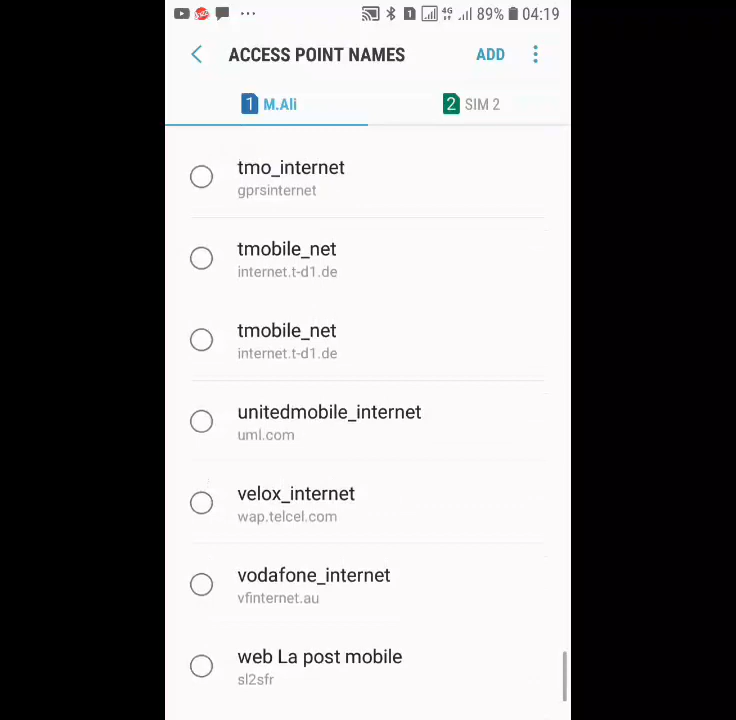 89% 04:19
ACCESS POINT NAMES ADD
1 M.Ali 2 SIM 2
tmo_internet
gprsinternet
tmobile_net
internet.t-d1.de
tmobile_net
internet.t-d1.de
unitedmobile_internet
uml.com
velox_internet
wap.telcel.com
vodafone_internet
vfinternet.au
web La post mobile
sl2sfr